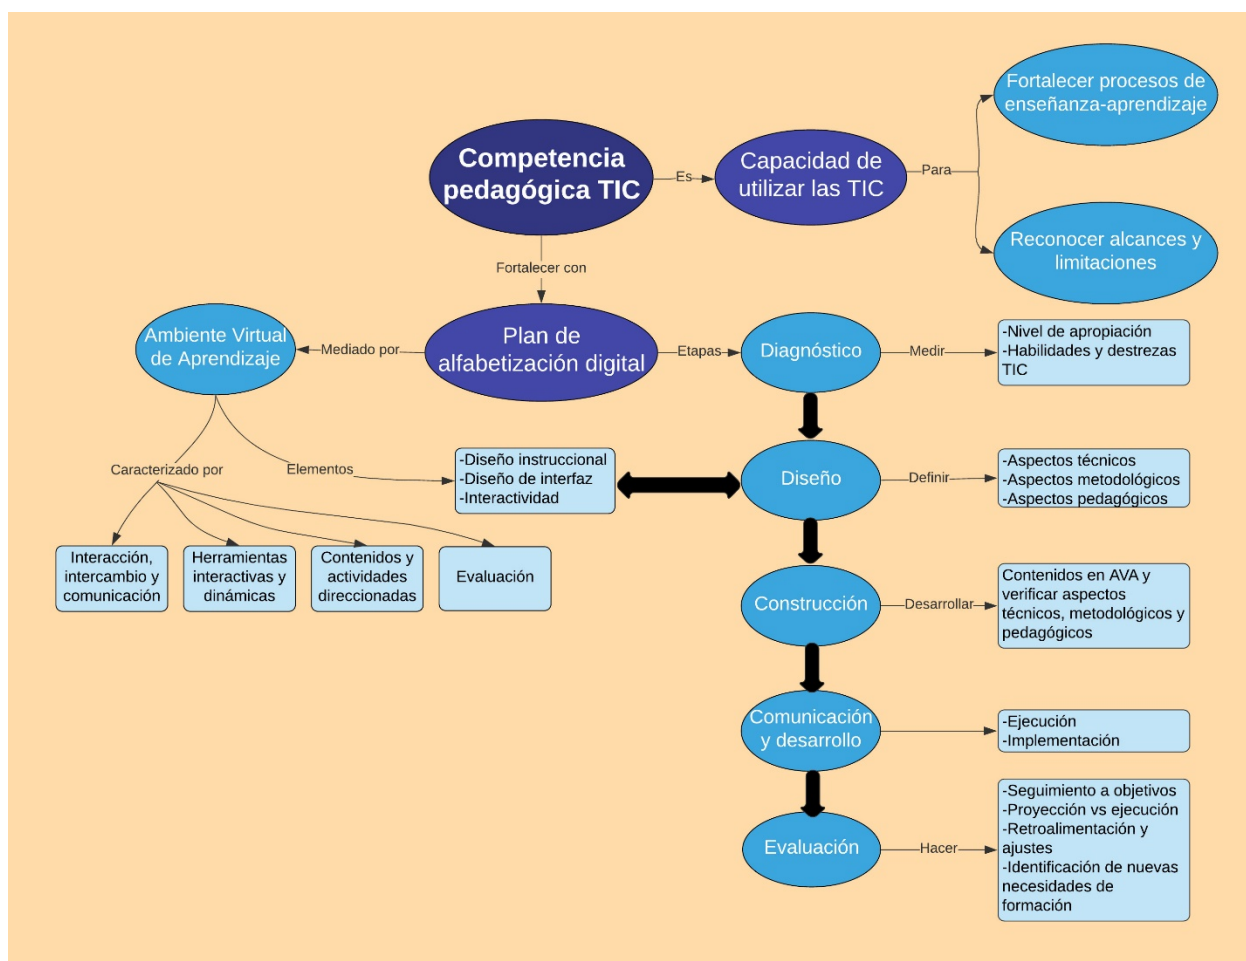 Fortalecer procesos de
enseñanza-aprendizaje
Competencia
pedagógica TIC
Es
Capacidad de
utilizar las TIC
Para
Reconocer alcances y
limitaciones
Fortalecer con
Ambiente Virtual
de Aprendizaje
Mediado por
Plan de
alfabetización digital
Etapas
Diagnóstico
Medir
-Nivel de apropiación
-Habilidades y destrezas
TIC
Caracterizado por
Elementos
-Diseño instruccional
-Diseño de interfaz
-Interactividad
Diseño
Definir
-Aspectos técnicos
-Aspectos metodológicos
-Aspectos pedagógicos
Interacción,
intercambio y
comunicación
Herramientas
interactivas y
dinámicas
Contenidos y
actividades
direccionadas
Evaluación
Construcción
Desarrollar
Contenidos en AVA y
verificar aspectos
técnicos, metodológicos y
pedagógicos
Comunicación
y desarrollo
-Ejecución
-Implementación
Evaluación
Hacer
-Seguimiento a objetivos
-Proyección vs ejecución
-Retroalimentación y
ajustes
-Identificación de nuevas
necesidades de
formación